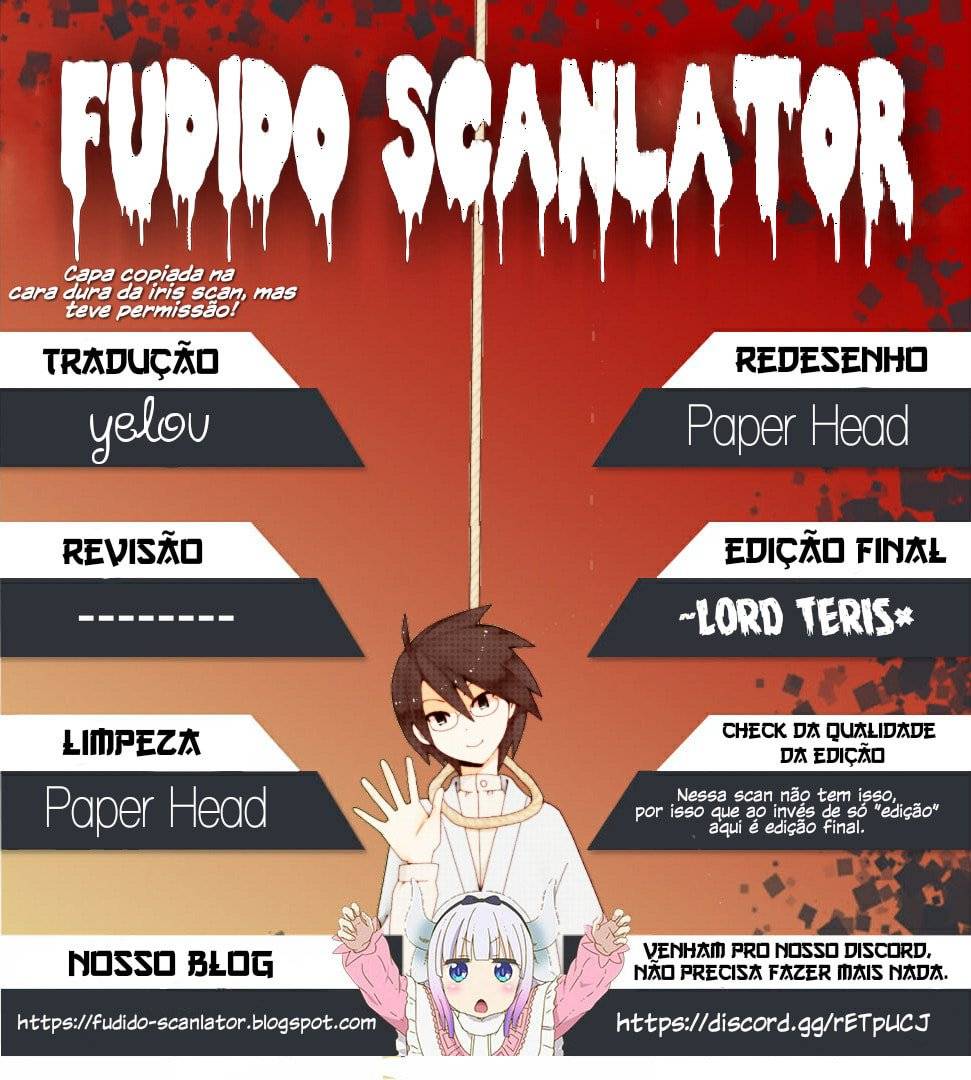 FUDIDO SCANLATOR
Capa copiada na
cara dura da iris scan, mas
teve permissão!
TRADUÇÃO
yelou
REDESENHO
Paper Head
REVISÃO
--------
EDIÇÃO FINAL
~LORD TERIS*
LIMPEZA
Paper Head
CHECK DA QUALIDADE
DA EDIÇÃO
Nessa scan não tem isso,
por isso que ao invés de só "edição"
aqui é edição final.
NOSSO BLOG
https://fudido-scanlator.blogspot.com
VENHAM PRO NOSSO DISCORD,
NÃO PRECISA FAZER MAIS NADA.
https://discord.gg/rETpUCJ